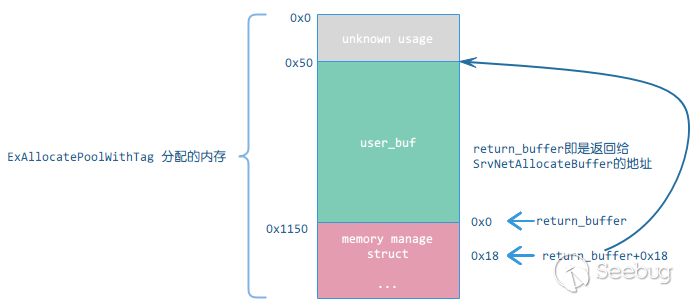 0x0
unknown usage
0x50
ExAllocatePoolWithTag 分配的内存
user_buf
return_buffer即是返回给
SrvNetAllocateBuffer的地址
0x1150
0x0
return_buffer
memory manage
struct
...
0x18
return_buffer+0x18
Seebug